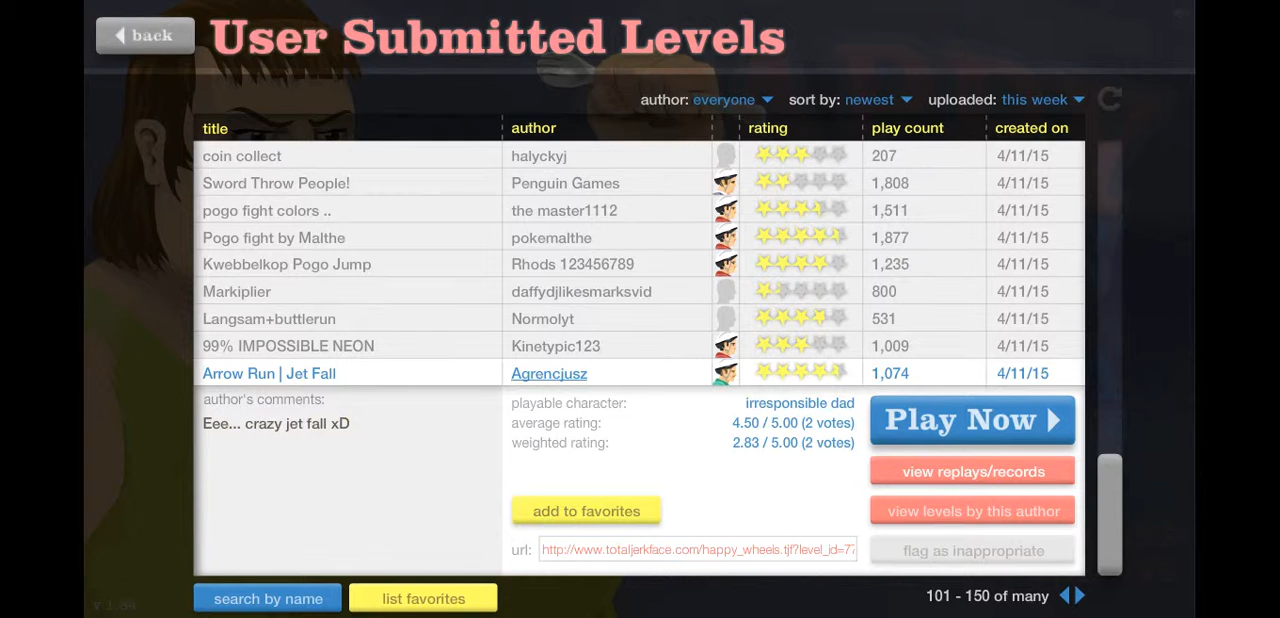 back
User Submitted Levels
author: everyone sort by: newest uploaded: this week
title author rating play count created on
coin collect halyckyj 207 4/11/15
Sword Throw People! Penguin Games 1,808 4/11/15
pogo fight colors .. the master1112 1,511 4/11/15
Pogo fight by Malthe pokemalthe 1,877 4/11/15
Kwebbelkop Pogo Jump Rhods 123456789 1,235 4/11/15
Markiplier daffydjlikesmarksvid 800 4/11/15
Langsam+buttlerun Normolyt 531 4/11/15
99% IMPOSSIBLE NEON Kinetypic123 1,009 4/11/15
Arrow Run | Jet Fall Agrencjusz 1,074 4/11/15
author's comments:
Eee... crazy jet fall xD
playable character: irresponsible dad
average rating: 4.50 / 5.00 (2 votes)
weighted rating: 2.83 / 5.00 (2 votes)
Play Now
view replays/records
add to favorites
view levels by this author
url: http://www.totaljerkface.com/happy_wheels.tjf?level_id=77
flag as inappropriate
search by name
list favorites
101 - 150 of many